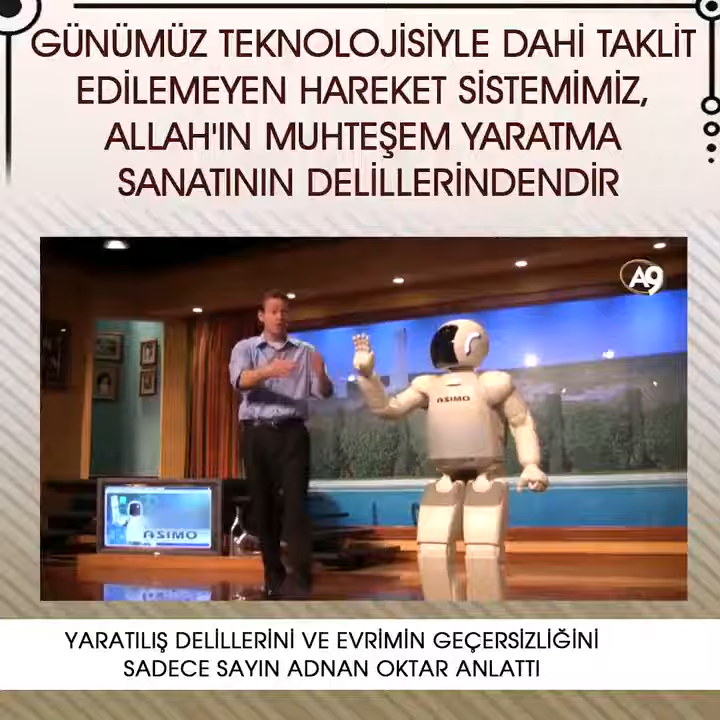 GÜNÜMÜZ TEKNOLOJİSİYLE DAHİ TAKLİT
EDİLEMEYEN HAREKET SİSTEMİMİZ,
ALLAH'IN MUHTEŞEM YARATMA
SANATININ DELİLLERİNDENDİR
A9
ASIMO
ASIMO
YARATILIŞ DELİLLERİNİ VE EVRİMİN GEÇERSİZLİĞİNİ
SADECE SAYIN ADNAN OKTAR ANLATTI